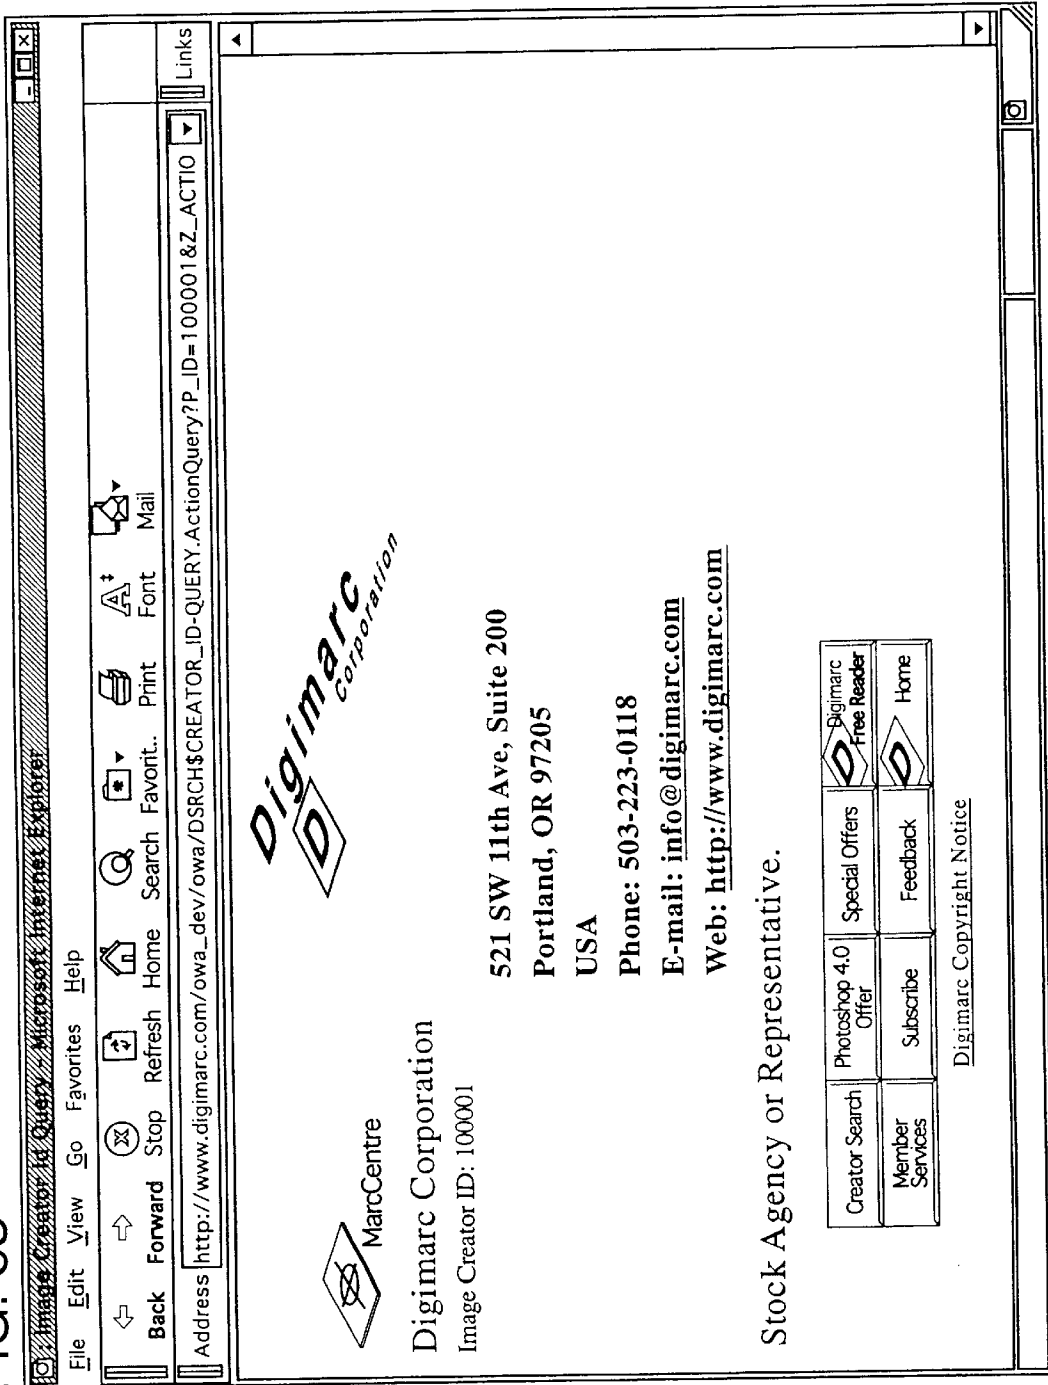 Image Creator Id Query - Microsoft Internet Explorer
File Edit View Go Favorites Help
Back Forward Stop Refresh Home Search Favorit.. Print Font Mail
Address http://www.digimarc.com/owa_dev/owa/DSRCH$CREATOR_ID-QUERY.ActionQuery?P_ID=100001&Z_ACTIO Links
MarcCentre
D Digimarc
Corporation
Digimarc Corporation
Image Creator ID: 100001
521 SW 11th Ave, Suite 200
Portland, OR 97205
USA
Phone: 503-223-0118
E-mail: info@digimarc.com
Web: http://www.digimarc.com
Stock Agency or Representative.
Creator Search Photoshop 4.0 Offer Special Offers D Digimarc Free Reader
Member Services Subscribe Feedback D Home
Digimarc Copyright Notice